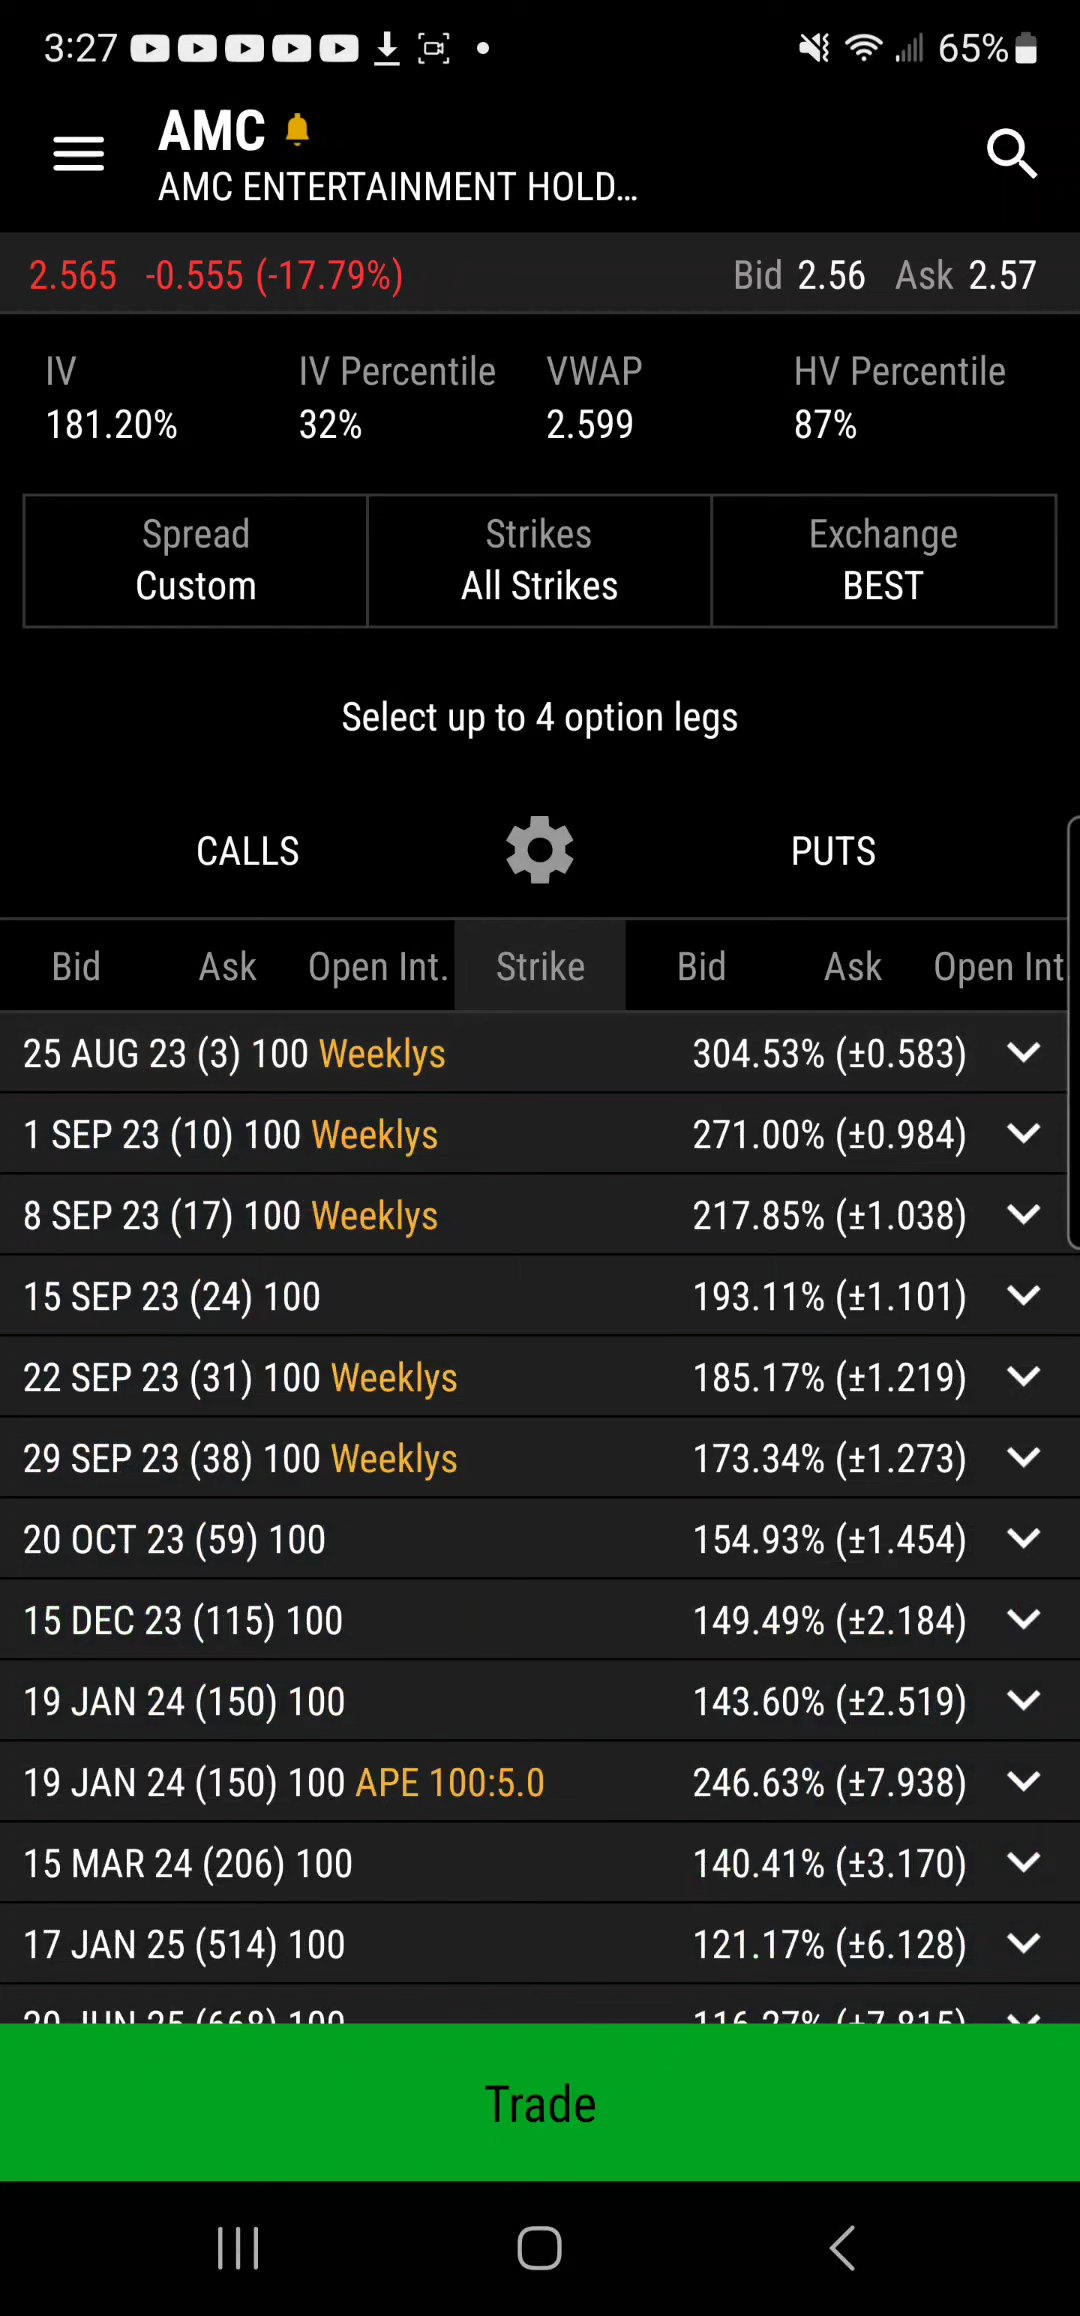 3:27 65%
AMC
AMC ENTERTAINMENT HOLD...
2.565 -0.555 (-17.79%) Bid 2.56 Ask 2.57
IV IV Percentile VWAP HV Percentile
181.20% 32% 2.599 87%
Spread Strikes Exchange
Custom All Strikes BEST
Select up to 4 option legs
CALLS PUTS
Bid Ask Open Int. Strike Bid Ask Open Int.
25 AUG 23 (3) 100 Weeklys 304.53% (±0.583)
1 SEP 23 (10) 100 Weeklys 271.00% (±0.984)
8 SEP 23 (17) 100 Weeklys 217.85% (±1.038)
15 SEP 23 (24) 100 193.11% (±1.101)
22 SEP 23 (31) 100 Weeklys 185.17% (±1.219)
29 SEP 23 (38) 100 Weeklys 173.34% (±1.273)
20 OCT 23 (59) 100 154.93% (±1.454)
15 DEC 23 (115) 100 149.49% (±2.184)
19 JAN 24 (150) 100 143.60% (±2.519)
19 JAN 24 (150) 100 APE 100:5.0 246.63% (±7.938)
15 MAR 24 (206) 100 140.41% (±3.170)
17 JAN 25 (514) 100 121.17% (±6.128)
20 JUN 25 (668) 100 116.27% (±7.815)
Trade